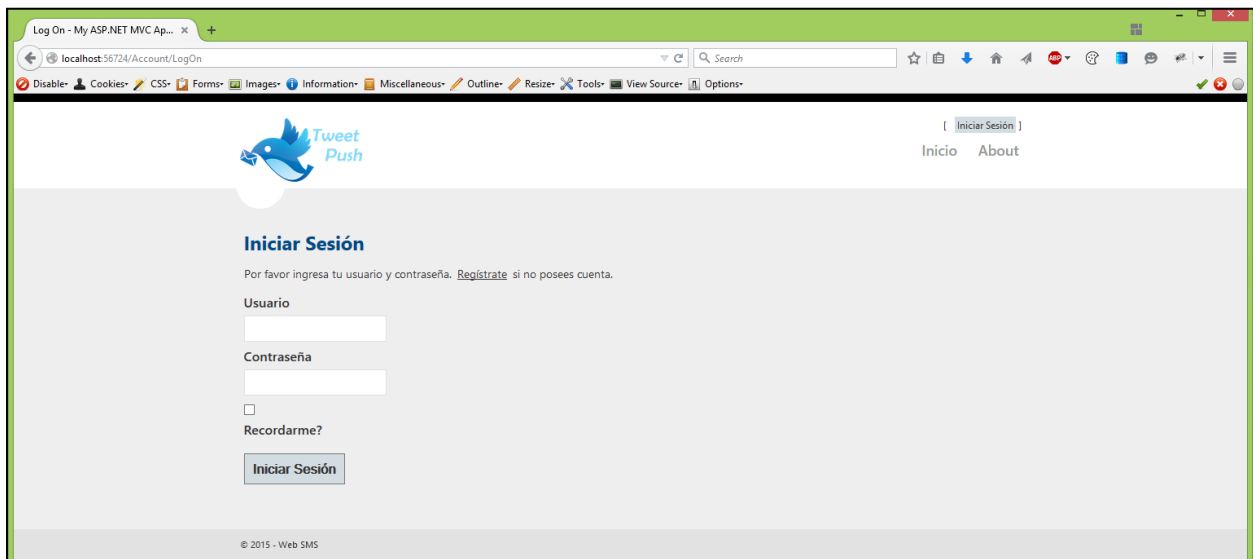 Log On - My ASP.NET MVC Ap...
localhost:56724/Account/LogOn
Search
ABP
Disable Cookies CSS Forms Images Information Miscellaneous Outline Resize Tools View Source Options
Tweet
Push
[ Iniciar Sesión ]
Inicio About
Iniciar Sesión
Por favor ingresa tu usuario y contraseña. Regístrate si no posees cuenta.
Usuario
Contraseña
Recordarme?
Iniciar Sesión
© 2015 - Web SMS